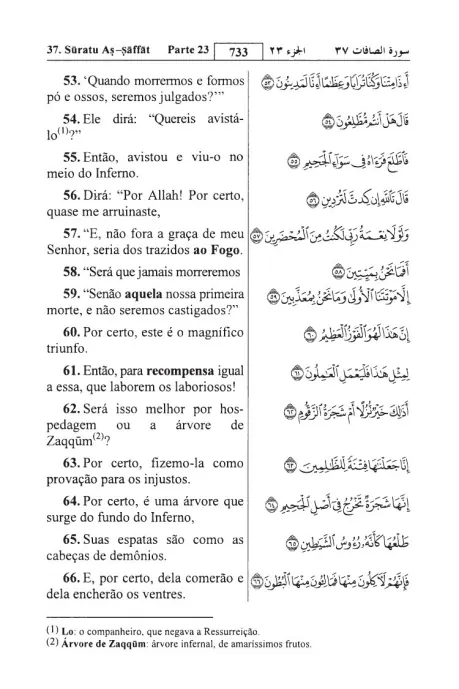 37. Sūratu Aṣ-Ṣāffāt Parte 23 733 الجزء ٢٣ سورة الصافات ٣٧
53. ‘Quando morrermos e formos
pó e ossos, seremos julgados?’”
أَءِذَا مِتْنَا وَكُنَّا تُرَابًا وَعِظَٰمًا أَءِنَّا لَمَدِينُونَ ٥٣
54. Ele dirá: “Quereis avistá-
lo(1)?”
قَالَ هَلْ أَنتُم مُّطَّلِعُونَ ٥٤
55. Então, avistou e viu-o no
meio do Inferno.
فَٱطَّلَعَ فَرَءَاهُ فِى سَوَآءِ ٱلْجَحِيمِ ٥٥
56. Dirá: “Por Allah! Por certo,
quase me arruinaste,
قَالَ تَٱللَّهِ إِن كِدتَّ لَتُرْدِينِ ٥٦
57. “E, não fora a graça de meu
Senhor, seria dos trazidos ao Fogo.
وَلَوْلَا نِعْمَةُ رَبِّى لَكُنتُ مِنَ ٱلْمُحْضَرِينَ ٥٧
58. “Será que jamais morreremos
أَفَمَا نَحْنُ بِمَيِّتِينَ ٥٨
59. “Senão aquela nossa primeira
morte, e não seremos castigados?”
إِلَّا مَوْتَتَنَا ٱلْأُولَىٰ وَمَا نَحْنُ بِمُعَذَّبِينَ ٥٩
60. Por certo, este é o magnífico
triunfo.
إِنَّ هَٰذَا لَهُوَ ٱلْفَوْزُ ٱلْعَظِيمُ ٦٠
61. Então, para recompensa igual
a essa, que laborem os laboriosos!
لِمِثْلِ هَٰذَا فَلْيَعْمَلِ ٱلْعَٰمِلُونَ ٦١
62. Será isso melhor por hos-
pedagem ou a árvore de
Zaqqūm(2)?
أَذَٰلِكَ خَيْرٌ نُّزُلًا أَمْ شَجَرَةُ ٱلزَّقُّومِ ٦٢
63. Por certo, fizemo-la como
provação para os injustos.
إِنَّا جَعَلْنَٰهَا فِتْنَةً لِّلظَّٰلِمِينَ ٦٣
64. Por certo, é uma árvore que
surge do fundo do Inferno,
إِنَّهَا شَجَرَةٌ تَخْرُجُ فِىٓ أَصْلِ ٱلْجَحِيمِ ٦٤
65. Suas espatas são como as
cabeças de demônios.
طَلْعُهَا كَأَنَّهُۥ رُءُوسُ ٱلشَّيَٰطِينِ ٦٥
66. E, por certo, dela comerão e
dela encherão os ventres.
فَإِنَّهُمْ لَءَاكِلُونَ مِنْهَا فَمَالِـُٔونَ مِنْهَا ٱلْبُطُونَ ٦٦
(1) Lo: o companheiro, que negava a Ressurreição.
(2) Árvore de Zaqqūm: árvore infernal, de amaríssimos frutos.